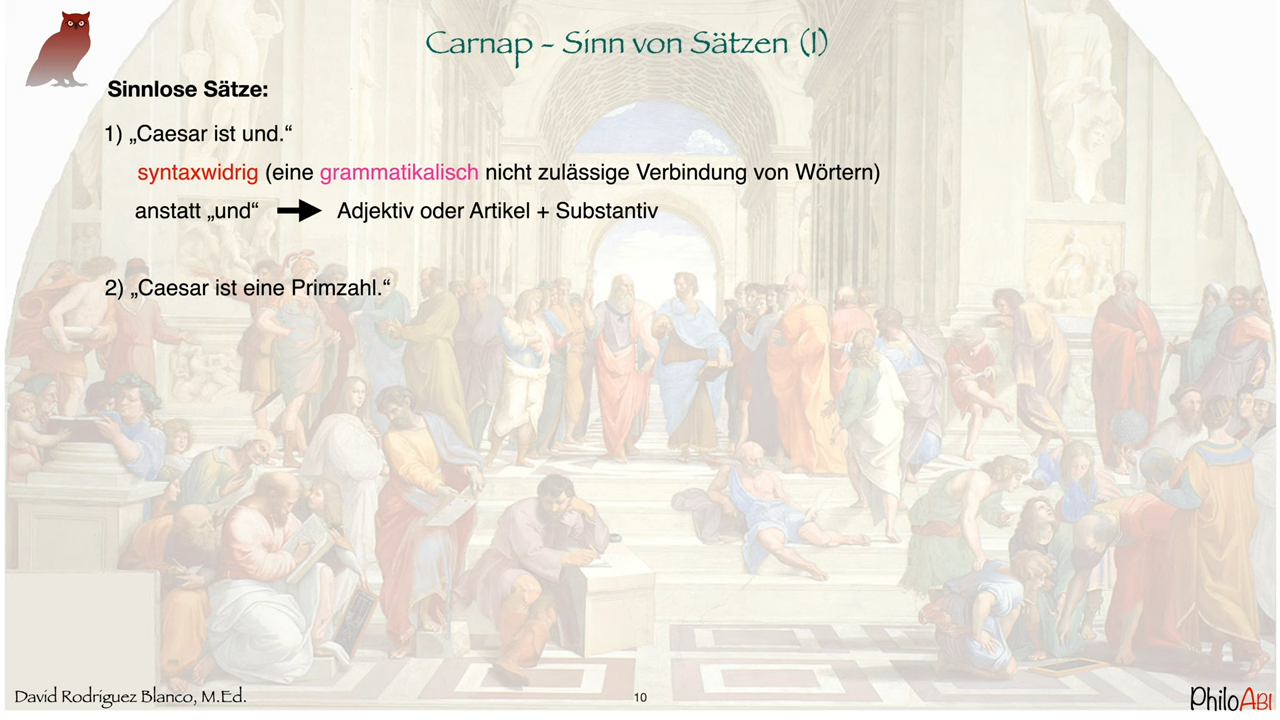 Carnap - Sinn von Sätzen (I)
Sinnlose Sätze:
1) „Caesar ist und.“
syntaxwidrig (eine grammatikalisch nicht zulässige Verbindung von Wörtern)
anstatt „und“ Adjektiv oder Artikel + Substantiv
2) „Caesar ist eine Primzahl.“
David Rodríguez Blanco, M.Ed.
10
PhiloABI